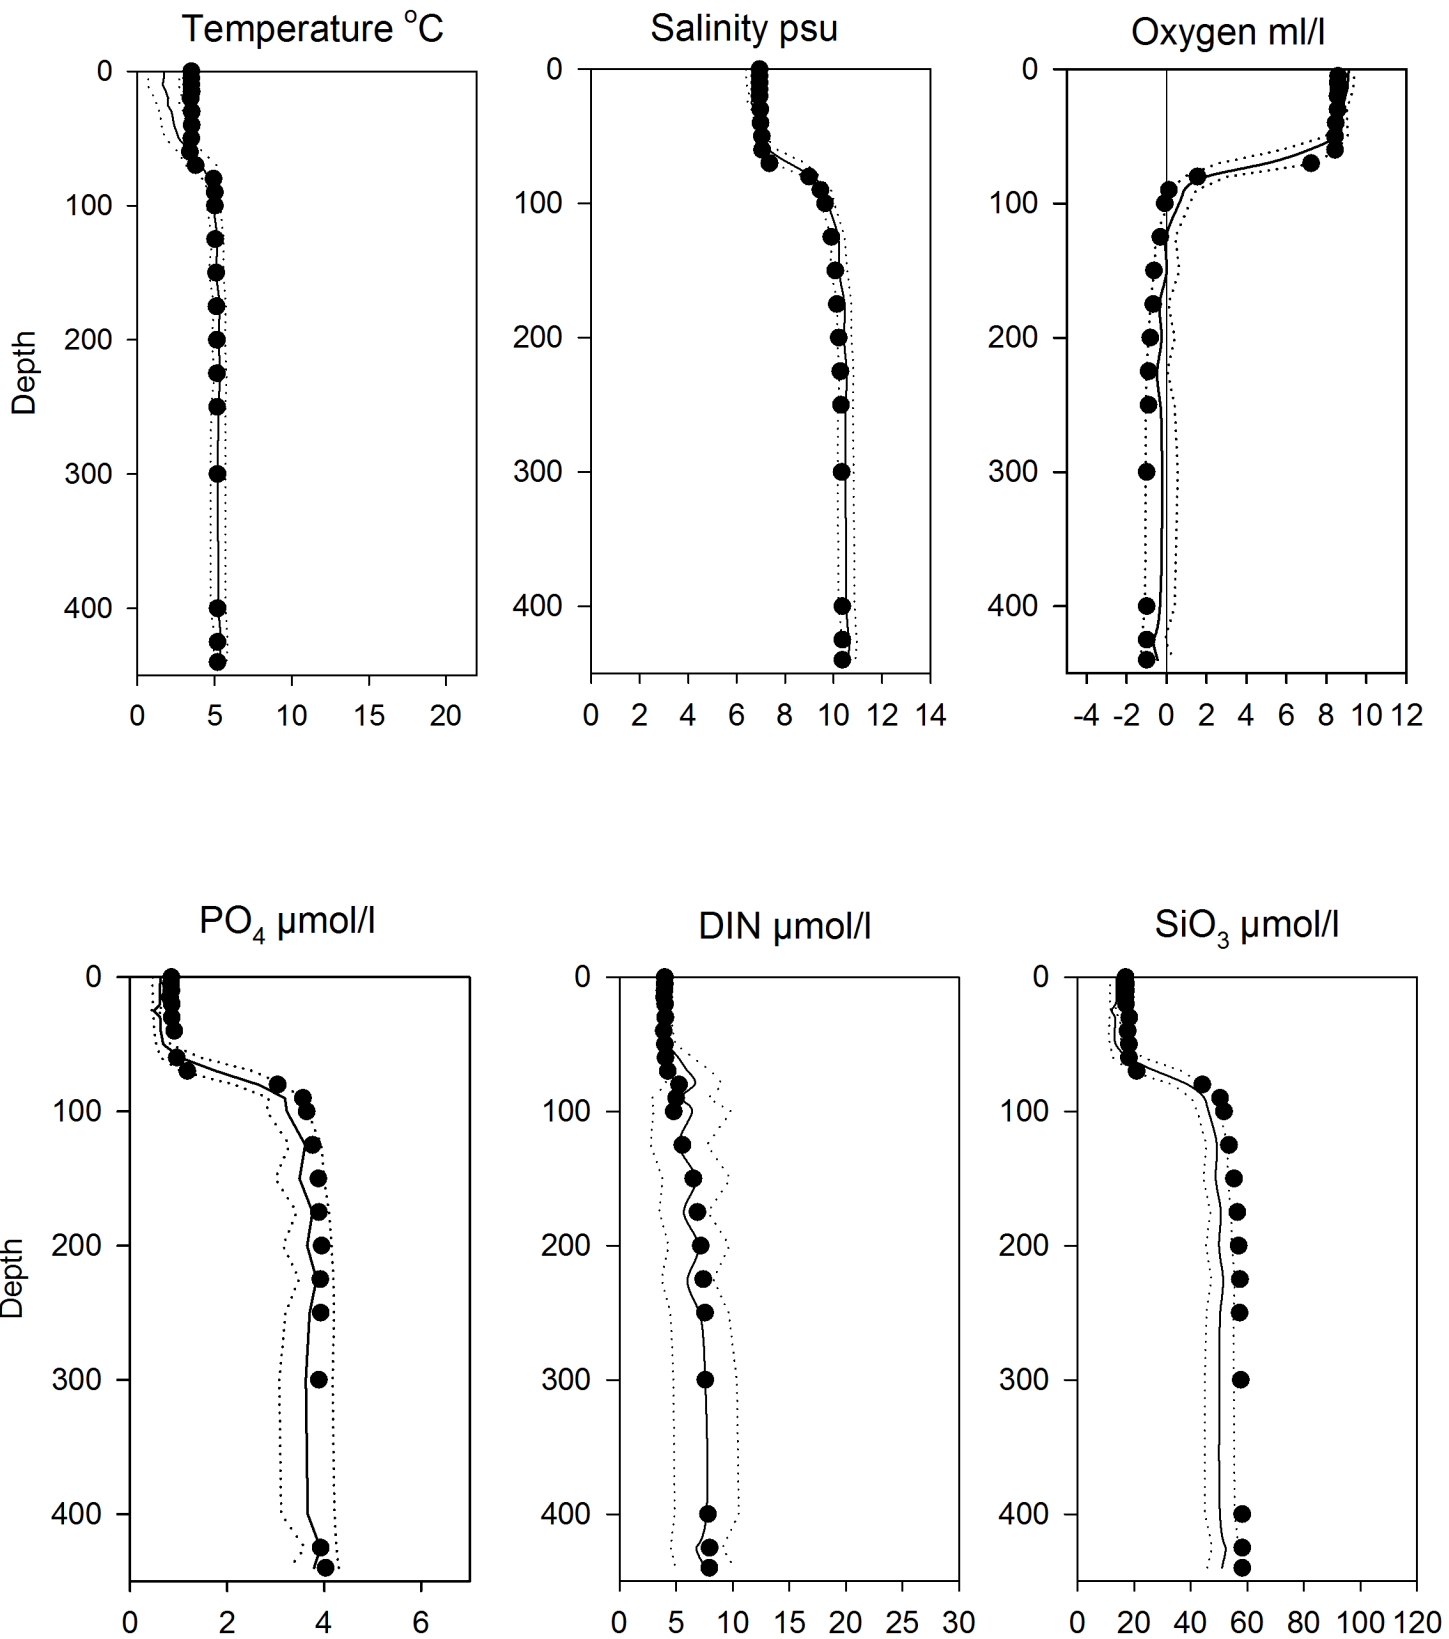 Temperature °C
Salinity psu
Oxygen ml/l
0
100
200
300
400
Depth
0 5 10 15 20
0
100
200
300
400
0 2 4 6 8 10 12 14
0
100
200
300
400
-4 -2 0 2 4 6 8 10 12
PO₄ µmol/l
DIN µmol/l
SiO₃ µmol/l
0
100
200
300
400
Depth
0 2 4 6
0
100
200
300
400
0 5 10 15 20 25 30
0
100
200
300
400
0 20 40 60 80 100 120